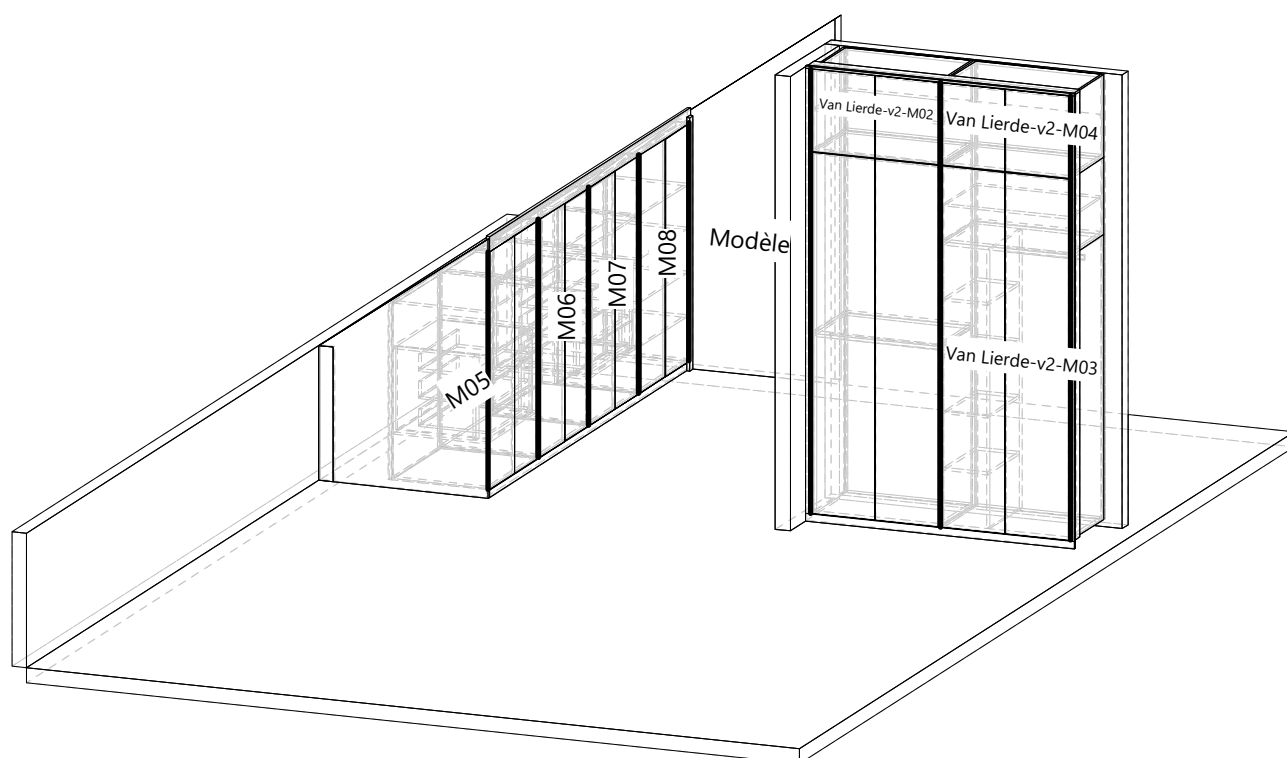 Van Lierde-v2-M02
Van Lierde-v2-M04
Modèle
M08
M07
M06
M05
Van Lierde-v2-M03